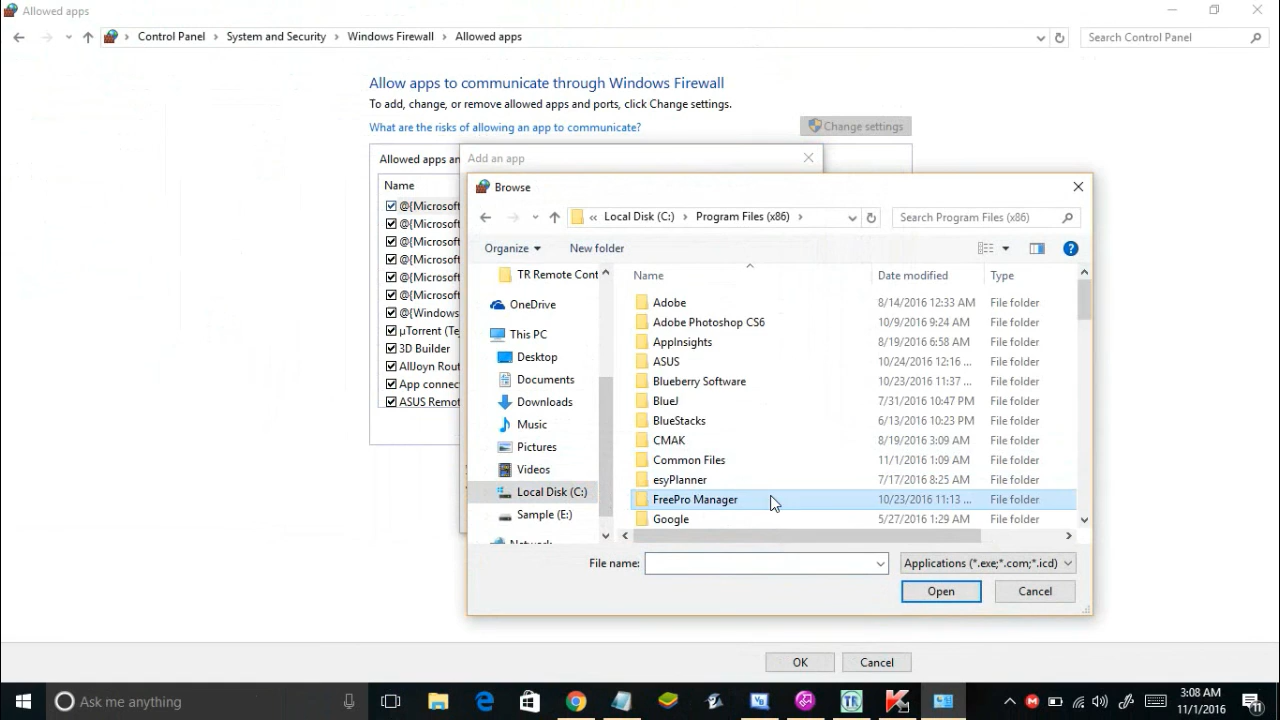 Allowed apps
Control Panel > System and Security > Windows Firewall > Allowed apps
Search Control Panel
Allow apps to communicate through Windows Firewall
To add, change, or remove allowed apps and ports, click Change settings.
What are the risks of allowing an app to communicate?
Change settings
Allowed apps an
Name
@{Microsoft
@{Microsoft
@{Microsoft
@{Microsoft
@{Microsoft
@{Microsoft
@{Windows
µTorrent (Te
3D Builder
AllJoyn Rout
App connec
ASUS Remot
Add an app
Browse
« Local Disk (C:) > Program Files (x86) >
Search Program Files (x86)
Organize
New folder
TR Remote Cont
OneDrive
This PC
Desktop
Documents
Downloads
Music
Pictures
Videos
Local Disk (C:)
Sample (E:)
Network
Name Date modified Type
Adobe 8/14/2016 12:33 AM File folder
Adobe Photoshop CS6 10/9/2016 9:24 AM File folder
AppInsights 8/19/2016 6:58 AM File folder
ASUS 10/24/2016 12:16 ... File folder
Blueberry Software 10/23/2016 11:37 ... File folder
BlueJ 7/31/2016 10:47 PM File folder
BlueStacks 6/13/2016 10:23 PM File folder
CMAK 8/19/2016 3:09 AM File folder
Common Files 11/1/2016 1:09 AM File folder
esyPlanner 7/17/2016 8:25 AM File folder
FreePro Manager 10/23/2016 11:13 ... File folder
Google 5/27/2016 1:29 AM File folder
File name:
Applications (*.exe;*.com;*.icd)
Open
Cancel
OK
Cancel
Ask me anything
3:08 AM
11/1/2016
11